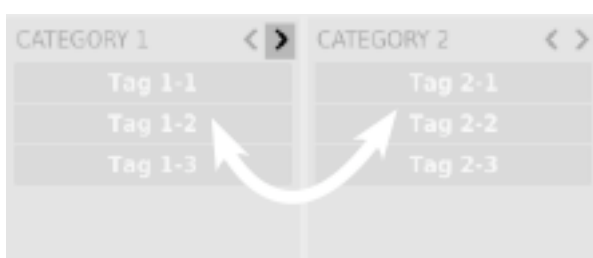 CATEGORY 1 < >
Tag 1-1
Tag 1-2
Tag 1-3
CATEGORY 2 < >
Tag 2-1
Tag 2-2
Tag 2-3